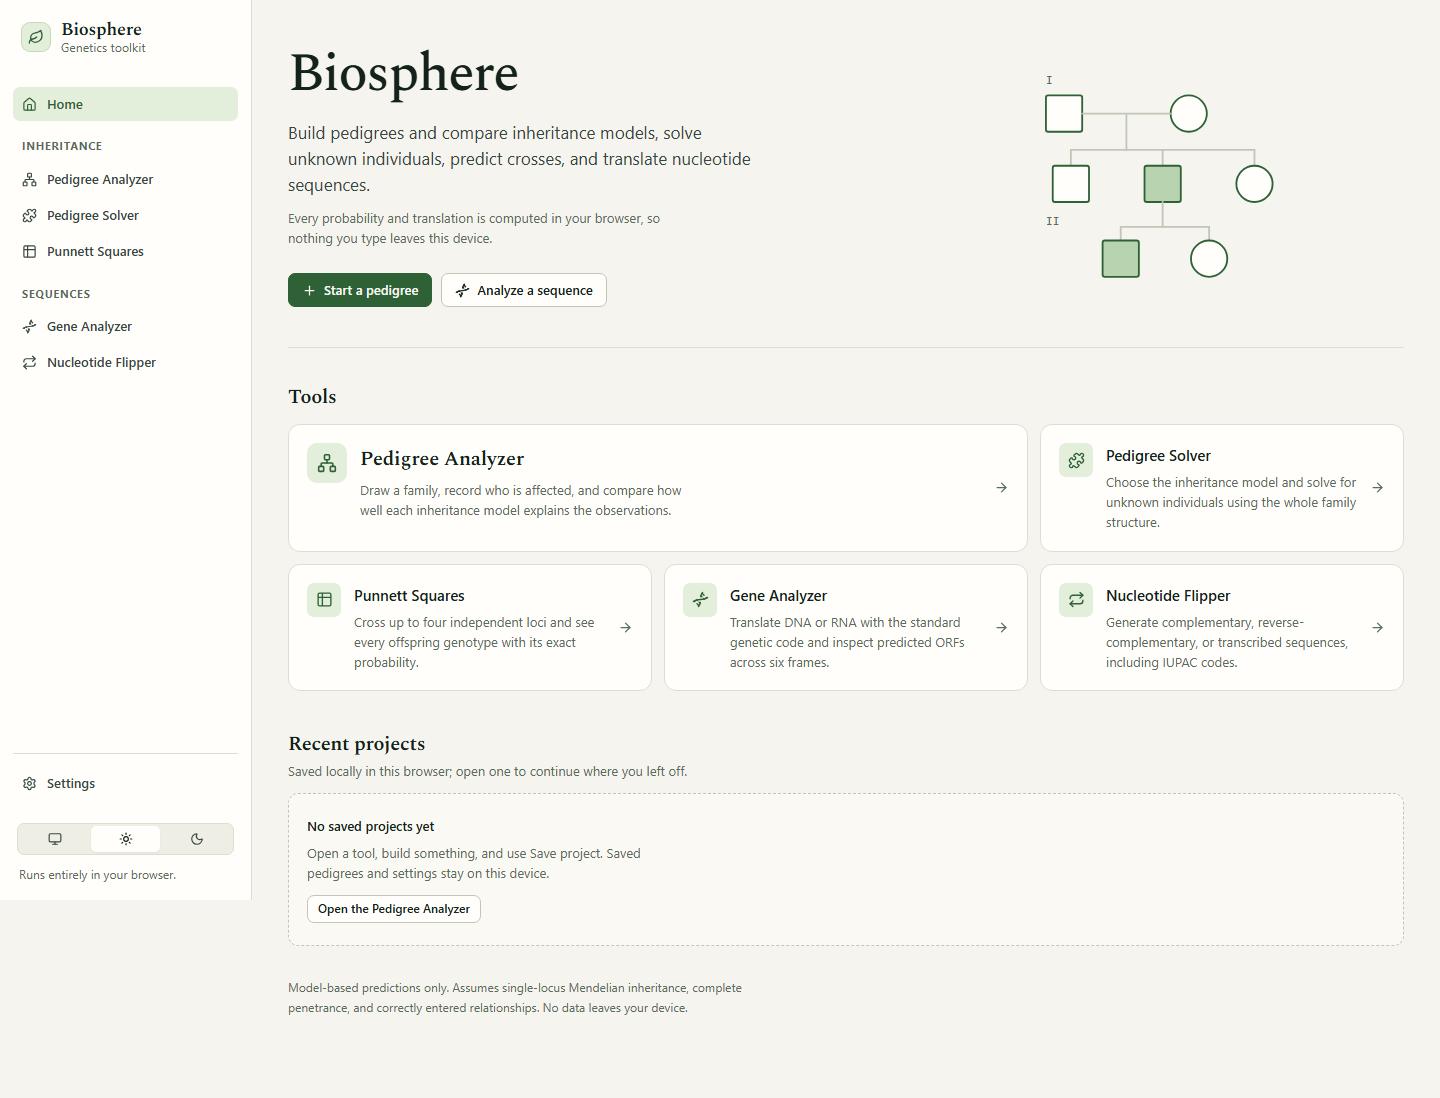 Biosphere
Genetics toolkit
Home
INHERITANCE
Pedigree Analyzer
Pedigree Solver
Punnett Squares
SEQUENCES
Gene Analyzer
Nucleotide Flipper
Settings
Runs entirely in your browser.
Biosphere
Build pedigrees and compare inheritance models, solve
unknown individuals, predict crosses, and translate nucleotide
sequences.
Every probability and translation is computed in your browser, so
nothing you type leaves this device.
Start a pedigree
Analyze a sequence
I
II
Tools
Pedigree Analyzer
Draw a family, record who is affected, and compare how
well each inheritance model explains the observations.
Pedigree Solver
Choose the inheritance model and solve for
unknown individuals using the whole family
structure.
Punnett Squares
Cross up to four independent loci and see
every offspring genotype with its exact
probability.
Gene Analyzer
Translate DNA or RNA with the standard
genetic code and inspect predicted ORFs
across six frames.
Nucleotide Flipper
Generate complementary, reverse-
complementary, or transcribed sequences,
including IUPAC codes.
Recent projects
Saved locally in this browser; open one to continue where you left off.
No saved projects yet
Open a tool, build something, and use Save project. Saved
pedigrees and settings stay on this device.
Open the Pedigree Analyzer
Model-based predictions only. Assumes single-locus Mendelian inheritance, complete
penetrance, and correctly entered relationships. No data leaves your device.